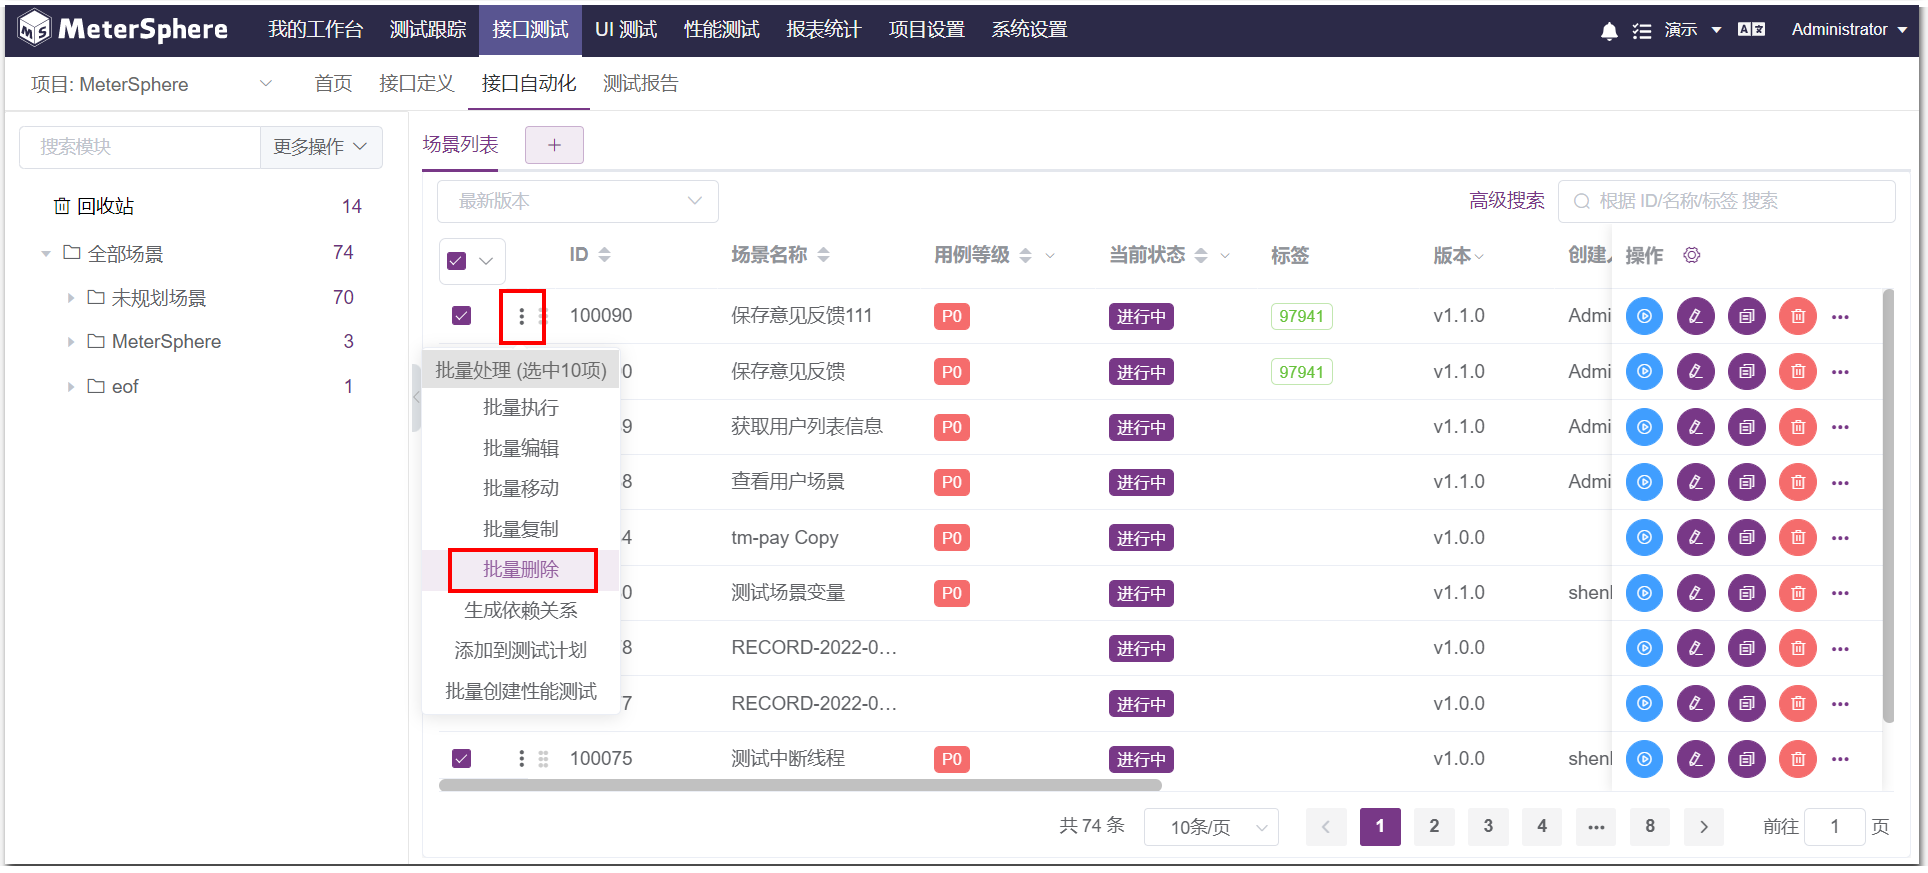 MeterSphere 我的工作台 测试跟踪 接口测试 UI 测试 性能测试 报表统计 项目设置 系统设置 演示 Administrator
项目: MeterSphere 首页 接口定义 接口自动化 测试报告
搜索模块 更多操作
回收站 14
全部场景 74
未规划场景 70
MeterSphere 3
eof 1
场景列表 +
最新版本 高级搜索 根据 ID/名称/标签 搜索
ID 场景名称 用例等级 当前状态 标签 版本 创建人 操作
100090 保存意见反馈111 P0 进行中 97941 v1.1.0 Admi
0 保存意见反馈 P0 进行中 97941 v1.1.0 Admi
9 获取用户列表信息 P0 进行中 v1.1.0 Admi
8 查看用户场景 P0 进行中 v1.1.0 Admi
4 tm-pay Copy P0 进行中 v1.0.0
0 测试场景变量 P0 进行中 v1.1.0 shenl
8 RECORD-2022-0... 进行中 v1.0.0
7 RECORD-2022-0... 进行中 v1.0.0
100075 测试中断线程 P0 进行中 v1.0.0 shenl
批量处理 (选中10项)
批量执行
批量编辑
批量移动
批量复制
批量删除
生成依赖关系
添加到测试计划
批量创建性能测试
共 74 条 10条/页 1 2 3 4 ... 8 前往 1 页